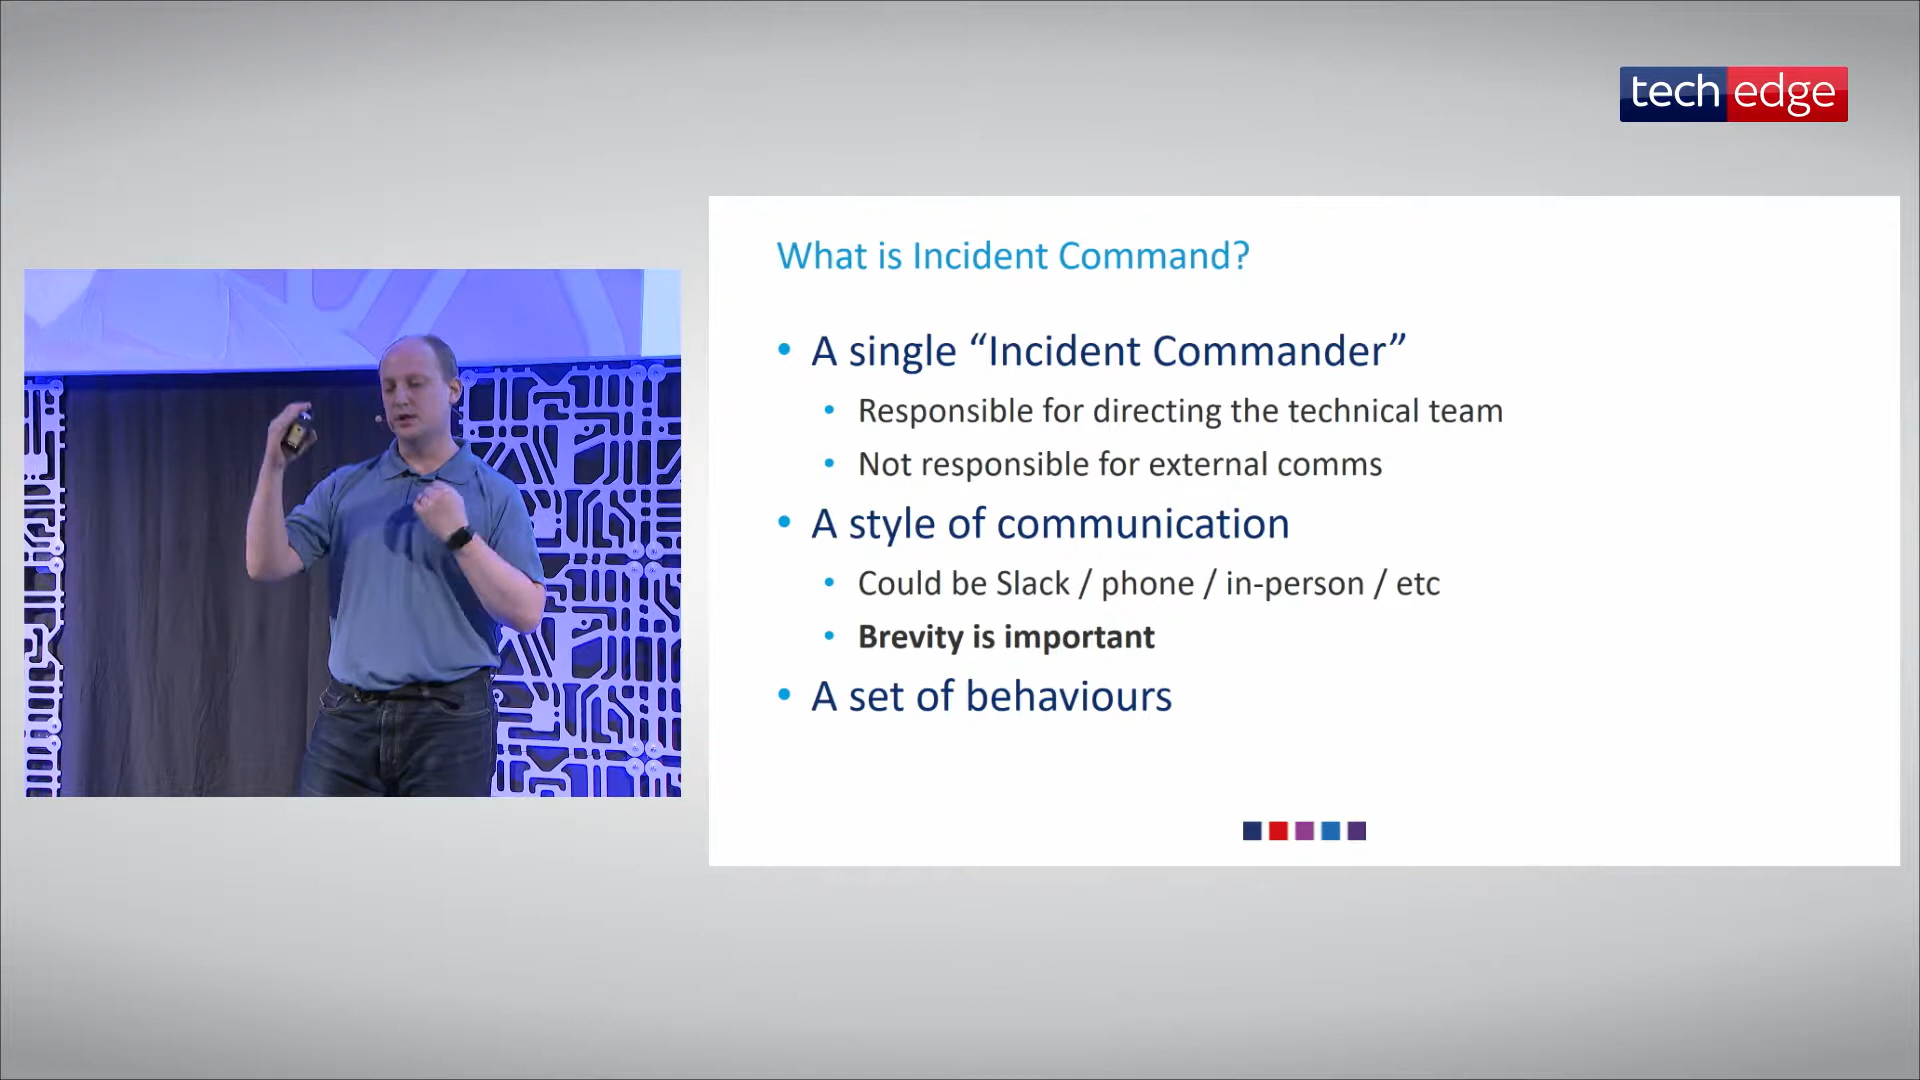 tech edge
What is Incident Command?
• A single “Incident Commander”
• Responsible for directing the technical team
• Not responsible for external comms
• A style of communication
• Could be Slack / phone / in-person / etc
• Brevity is important
• A set of behaviours